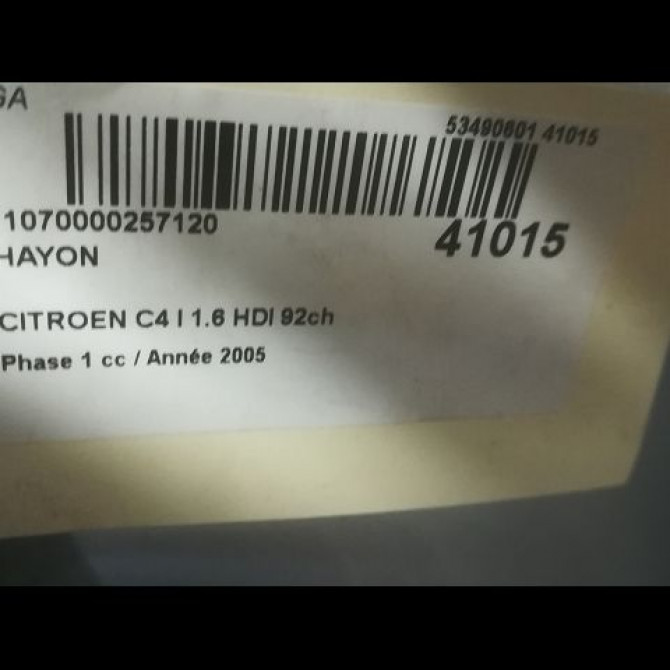 GA
53490601 41015
1070000257120
41015
HAYON
CITROEN C4 I 1.6 HDI 92ch
Phase 1 cc / Année 2005